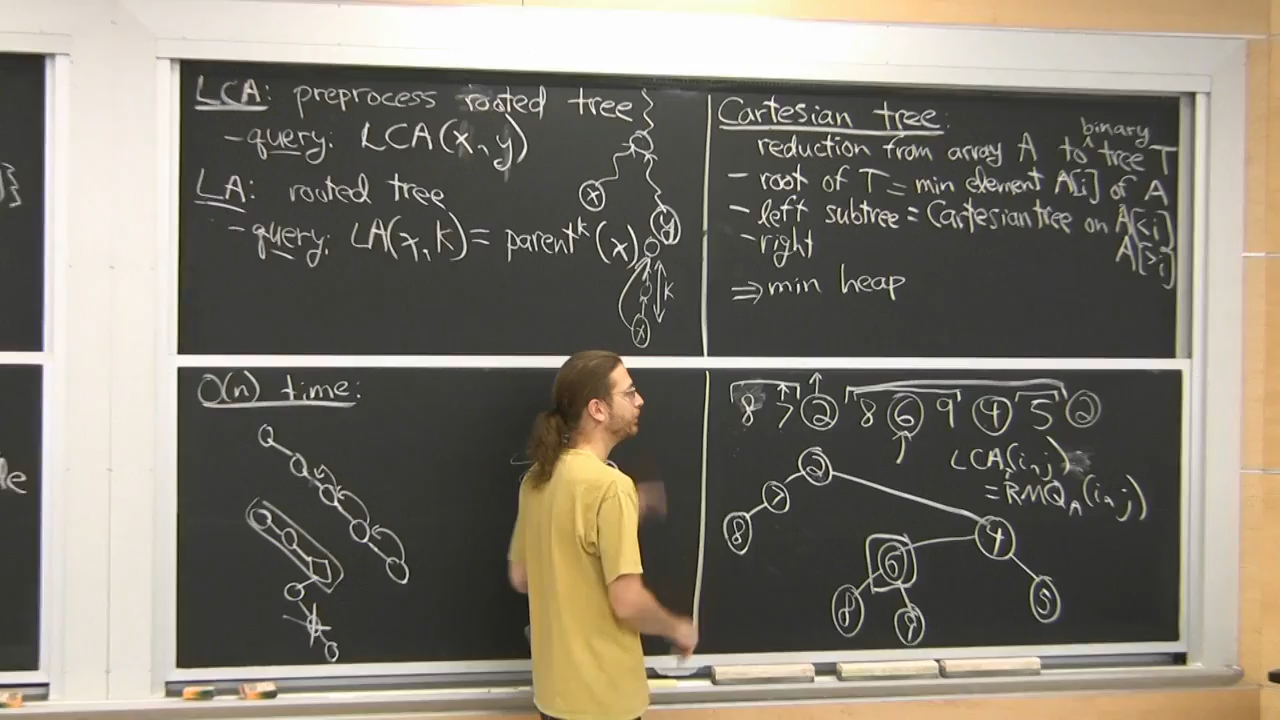 ]}
le
LCA: preprocess rooted tree
-query: LCA(x,y)
LA: rooted tree
-query: LA(x,k)= parent^k(x)
x
y
k
x
Cartesian tree:
binary
reduction from array A to ^ tree T
- root of T = min element A[i] of A
- left subtree = Cartesian tree on A[<i]
- right A[>i]
⇒ min heap
O(n) time:
8 7 2 8 6 9 4 5 2
LCA(i,j)
= RMQ_A(i,j)
2
7
8 4
6
8 9 5